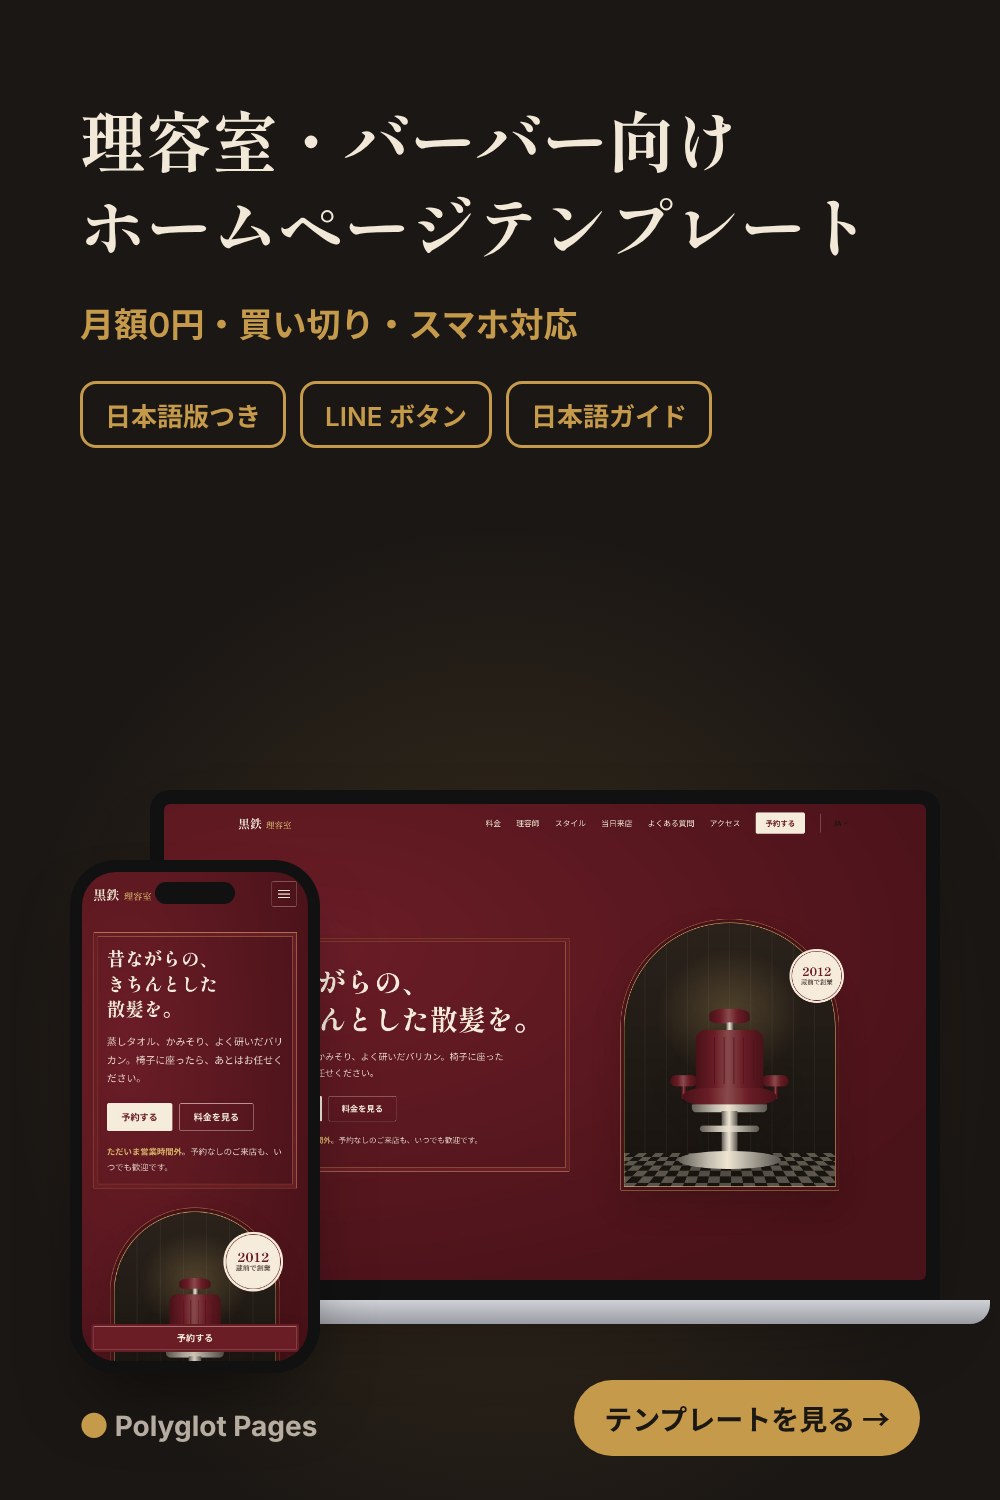 理容室・バーバー向け
ホームページテンプレート
月額0円・買い切り・スマホ対応
日本語版つき
LINE ボタン
日本語ガイド
黒鉄 理容室
料金
理容師
スタイル
当日来店
よくある質問
アクセス
予約する
がらの、
んとした散髪を。
かみそり、よく研いだバリカン。椅子に座った
任せください。
料金を見る
間外。予約なしのご来店も、いつでも歓迎です。
2012
蔵前で創業
黒鉄 理容室
昔ながらの、
きちんとした
散髪を。
蒸しタオル、かみそり、よく研いだバリ
カン。椅子に座ったら、あとはお任せく
ださい。
予約する
料金を見る
ただいま営業時間外。予約なしのご来店も、い
つでも歓迎です。
2012
蔵前で創業
予約する
Polyglot Pages
テンプレートを見る →